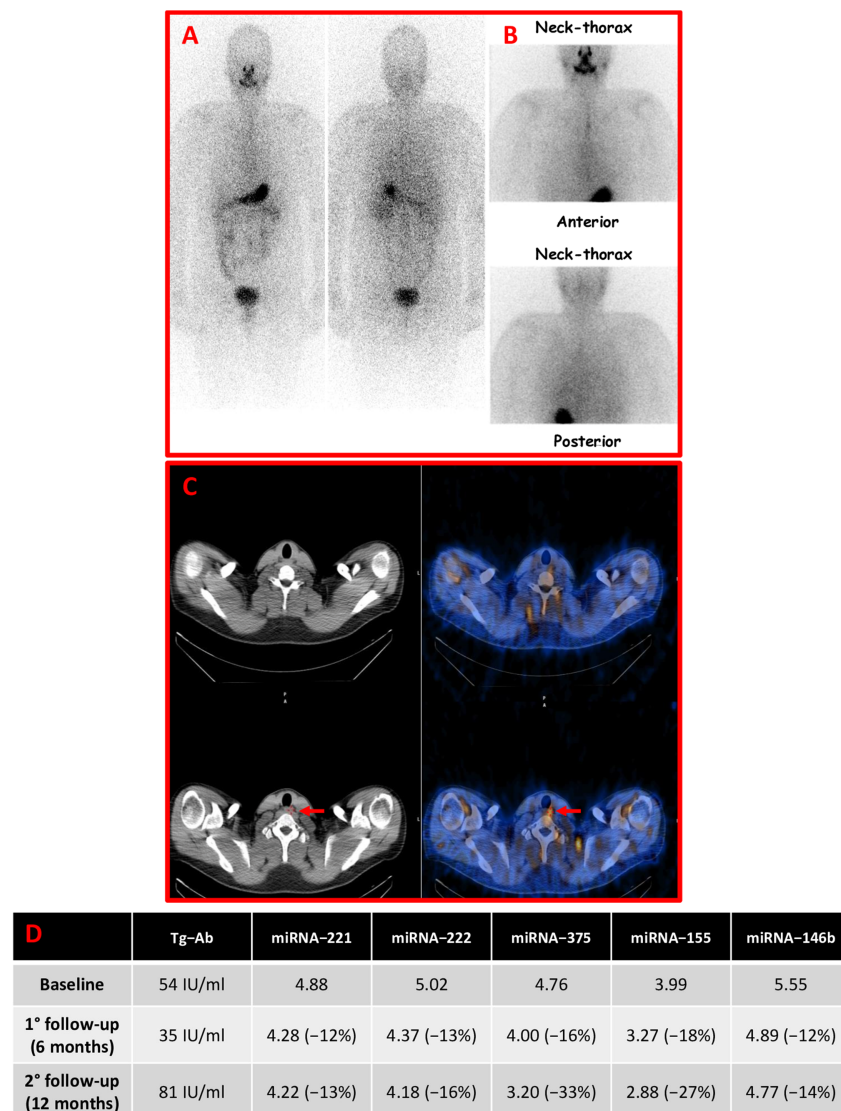 A
B
Neck-thorax
Anterior
Neck-thorax
Posterior
C
L
P
A
L
D
Tg–Ab
miRNA–221
miRNA–222
miRNA–375
miRNA–155
miRNA–146b
Baseline
54 IU/ml
4.88
5.02
4.76
3.99
5.55
1° follow-up
(6 months)
35 IU/ml
4.28 (−12%)
4.37 (−13%)
4.00 (−16%)
3.27 (−18%)
4.89 (−12%)
2° follow-up
(12 months)
81 IU/ml
4.22 (−13%)
4.18 (−16%)
3.20 (−33%)
2.88 (−27%)
4.77 (−14%)